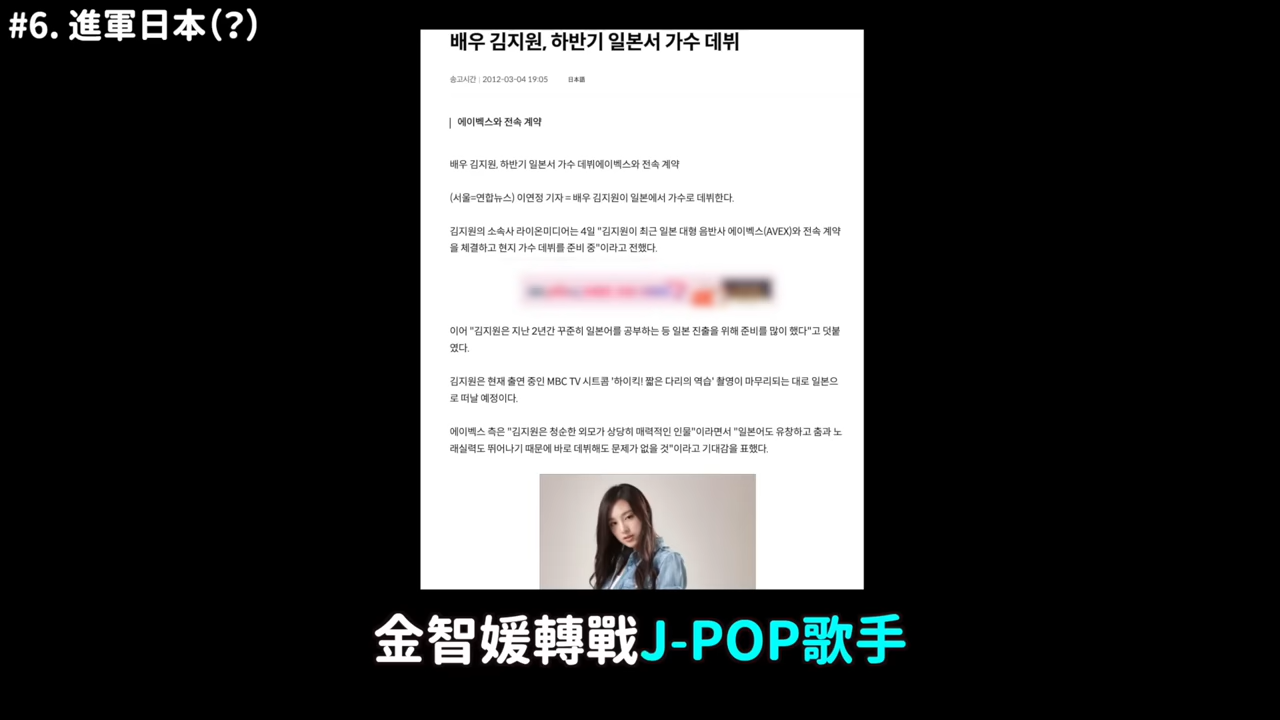 #6. 進軍日本(?)
배우 김지원, 하반기 일본서 가수 데뷔
송고시간 | 2012-03-04 19:05 日本語
에이벡스와 전속 계약
배우 김지원, 하반기 일본서 가수 데뷔에이벡스와 전속 계약
(서울=연합뉴스) 이연정 기자 = 배우 김지원이 일본에서 가수로 데뷔한다.
김지원의 소속사 라이온미디어는 4일 "김지원이 최근 일본 대형 음반사 에이벡스(AVEX)와 전속 계약
을 체결하고 현지 가수 데뷔를 준비 중"이라고 전했다.
이어 "김지원은 지난 2년간 꾸준히 일본어를 공부하는 등 일본 진출을 위해 준비를 많이 했다"고 덧붙
였다.
김지원은 현재 출연 중인 MBC TV 시트콤 '하이킥! 짧은 다리의 역습' 촬영이 마무리되는 대로 일본으
로 떠날 예정이다.
에이벡스 측은 "김지원은 청순한 외모가 상당히 매력적인 인물"이라면서 "일본어도 유창하고 춤과 노
래실력도 뛰어나기 때문에 바로 데뷔해도 문제가 없을 것"이라고 기대감을 표했다.
金智媛轉戰J-POP歌手